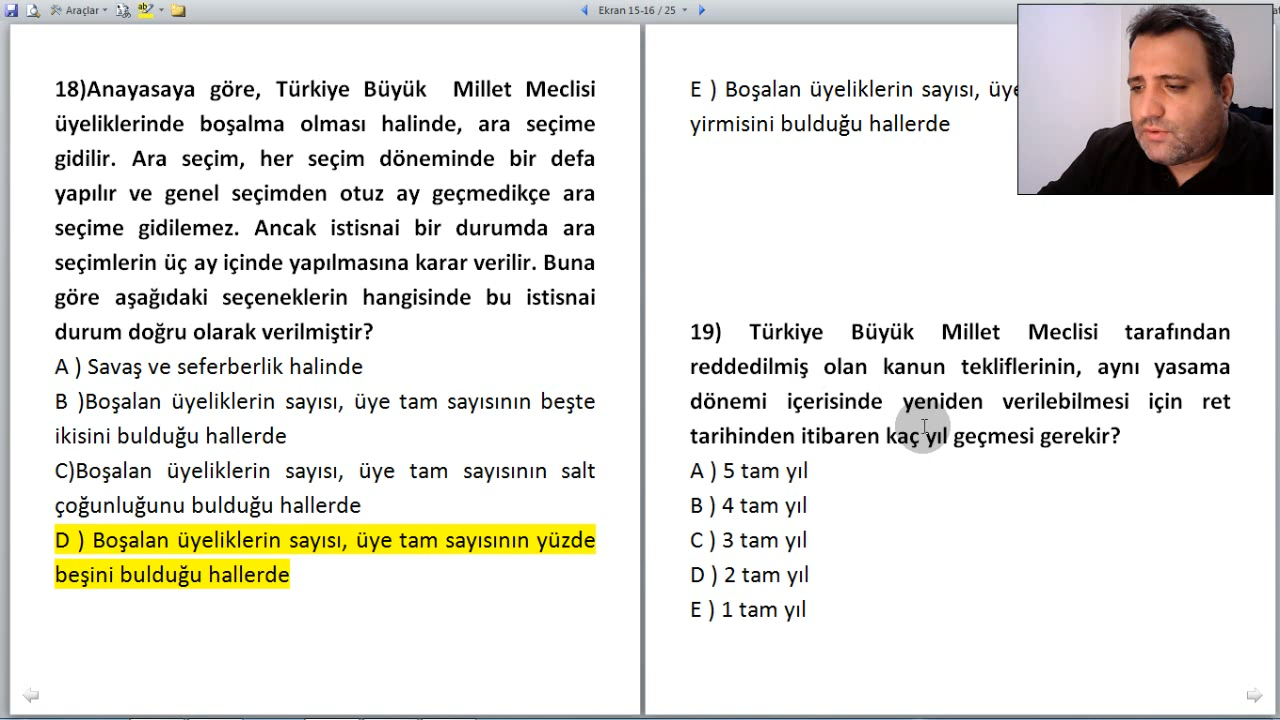 Araçlar
Ekran 15-16 / 25
18)Anayasaya göre, Türkiye Büyük Millet Meclisi
üyeliklerinde boşalma olması halinde, ara seçime
gidilir. Ara seçim, her seçim döneminde bir defa
yapılır ve genel seçimden otuz ay geçmedikçe ara
seçime gidilemez. Ancak istisnai bir durumda ara
seçimlerin üç ay içinde yapılmasına karar verilir. Buna
göre aşağıdaki seçeneklerin hangisinde bu istisnai
durum doğru olarak verilmiştir?
A ) Savaş ve seferberlik halinde
B )Boşalan üyeliklerin sayısı, üye tam sayısının beşte
ikisini bulduğu hallerde
C)Boşalan üyeliklerin sayısı, üye tam sayısının salt
çoğunluğunu bulduğu hallerde
D ) Boşalan üyeliklerin sayısı, üye tam sayısının yüzde
beşini bulduğu hallerde
E ) Boşalan üyeliklerin sayısı, üye
yirmisini bulduğu hallerde
19) Türkiye Büyük Millet Meclisi tarafından
reddedilmiş olan kanun tekliflerinin, aynı yasama
dönemi içerisinde yeniden verilebilmesi için ret
tarihinden itibaren kaç yıl geçmesi gerekir?
A ) 5 tam yıl
B ) 4 tam yıl
C ) 3 tam yıl
D ) 2 tam yıl
E ) 1 tam yıl